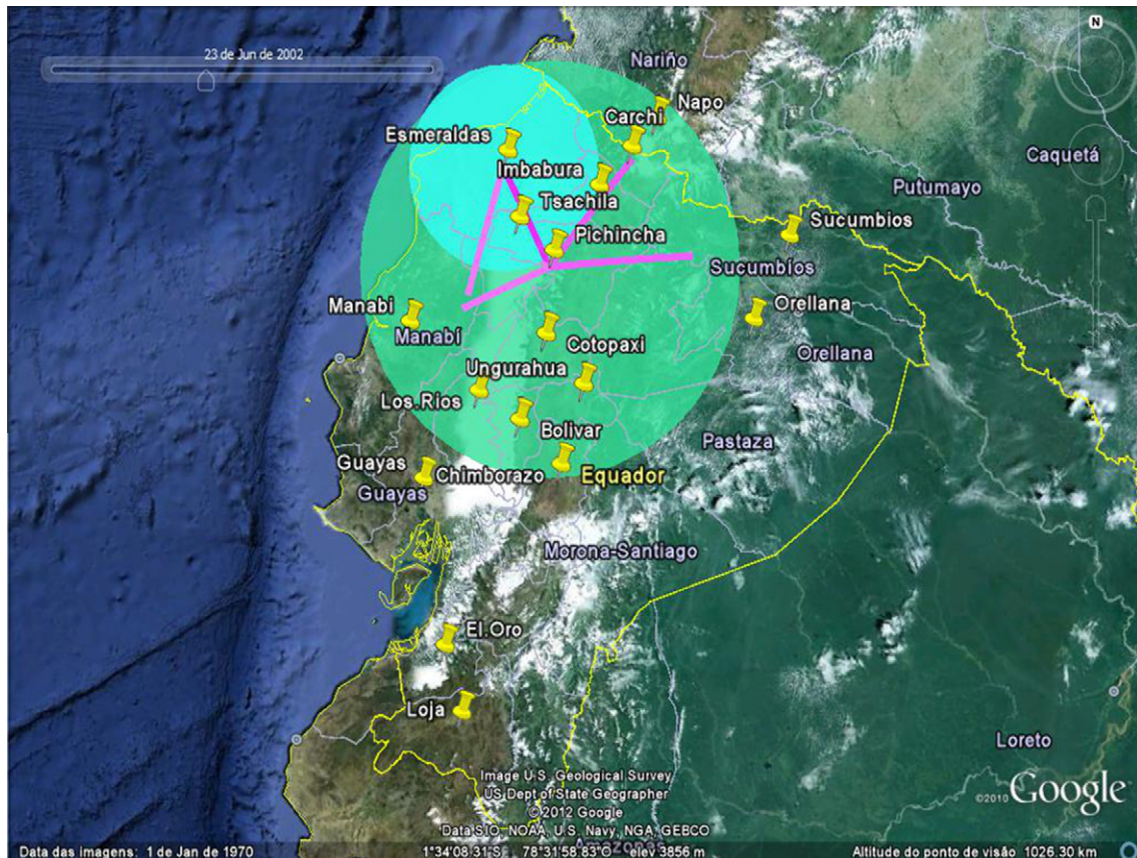 N
23 de Jun de 2002
Nariño
Napo
Carchi
Esmeraldas
Caquetá
Imbabura
Putumayo
Tsachila
Sucumbios
Pichincha
Sucumbíos
Manabi
Orellana
Manabí
Cotopaxi
Orellana
Ungurahua
Los.Rios
Bolivar
Pastaza
Guayas
Chimborazo
Equador
Guayas
Morona-Santiago
El.Oro
Loja
Loreto
Image U.S. Geological Survey
US Dept of State Geographer
© 2012 Google
©2010 Google
Data SIO, NOAA, U.S. Navy, NGA, GEBCO
Amazonas
Data das imagens: 1 de Jan de 1970
1°34'08.31"S 78°31'58.83"O elev 3856 m
Altitude do ponto de visão 1026.30 km